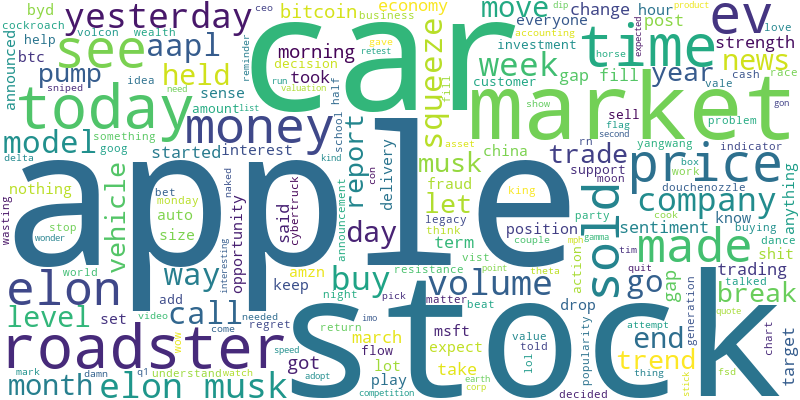 byd
cockroach
volcon
wealth
ceo
bitcoin
economy
business
yesterday
car
ev
dip
love
announced
help
see
aapl
squeeze
move
everyone
change
hour
post
product
accounting
horse
expected
btc
idea
reminder
pump
held
morning
decision
took
gave
retest
week
investment
customer
time
year
strength
news
sniped
need
run
valuation
half
fill
gap fill
vale
cash
race
today
sense
amount
list
school
show
sell
problem
gon
money
market
model
something
goog
delta
started
interest
kind
report
delivery
china
rn
second
flag
yangwang
indicator
nothing
vehicle
bet
monday
naked
asset
musk
trade
support
moon
price
box
work
douchenozzle
wasting
auto
size
stop
wonder
opportunity
said
cybertruck
con
announcement
fraud
let
king
legacy
think
position
term
couple
party
sold
company
sentiment
know
buying
anything
apple
day
way
elon
world
interesting
keep
night
buy
resistance
matter
vist
point
volume
theta
mph
gamma
action
cook
tim
go
made
dance
shit
gap
trading
talked
break
level
add
set
video
call
come
needed
regret
return
pick
imo
amzn
beat
drop
quit
generation
attempt
quote
chart
target
roadster
wow
got
march
flow
msft
expect
value
told
lol
popularity
end
trend
thing
stick
fsd
month
mark
damn
q1
elon musk
understand
watch
speed
adopt
lot
play
competition
take
earth
corp
stock
decided